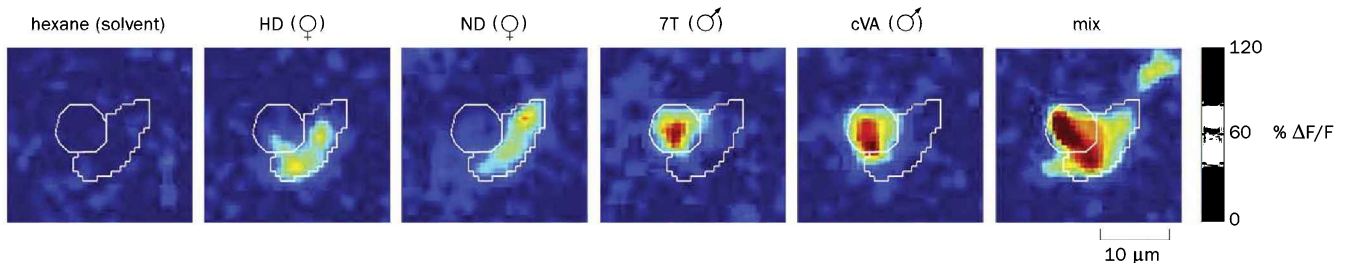 hexane (solvent)
HD (♀)
ND (♀)
7T (♂)
cVA (♂)
mix
120
60
% ΔF/F
0
10 μm